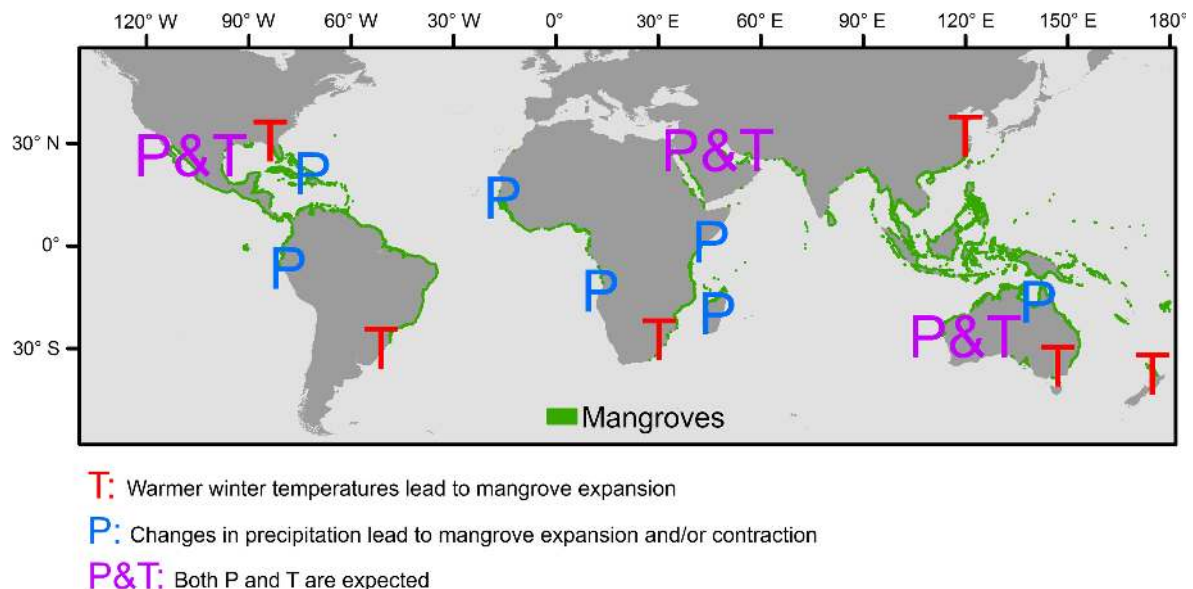 120° W 90° W 60° W 30° W 0° 30° E 60° E 90° E 120° E 150° E 180°
T T
30° N P&T P&T
P
P
P
0° P
P P
P
T T P&T
30° S T T
Mangroves
T: Warmer winter temperatures lead to mangrove expansion
P: Changes in precipitation lead to mangrove expansion and/or contraction
P&T: Both P and T are expected